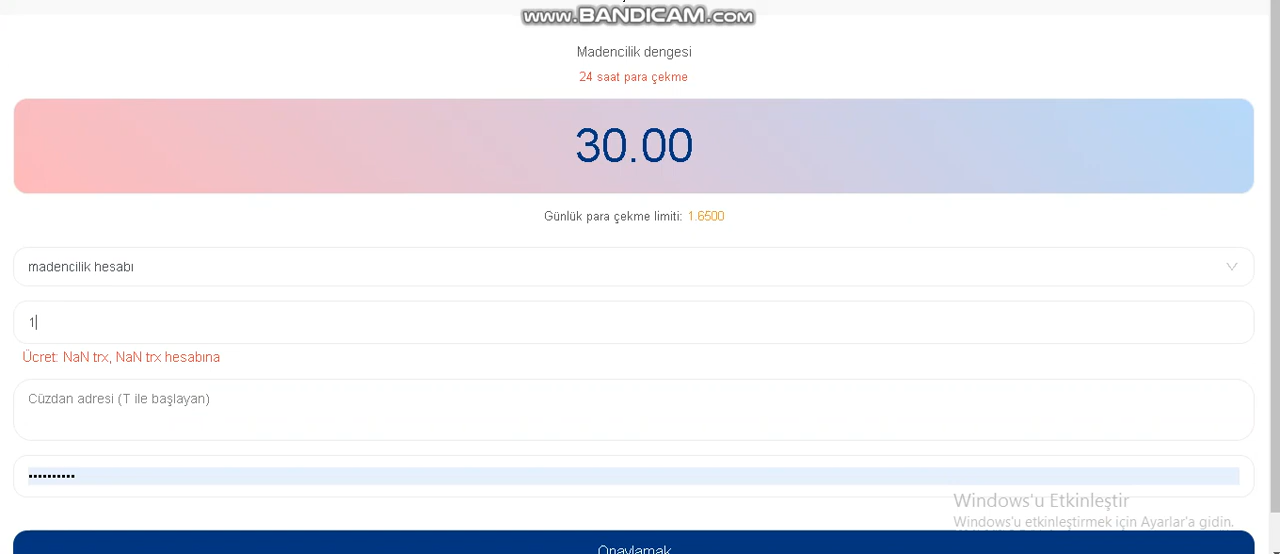 www.BANDICAM.com
Madencilik dengesi
24 saat para çekme
30.00
Günlük para çekme limiti: 1.6500
madencilik hesabı
1
Ücret: NaN trx, NaN trx hesabına
Cüzdan adresi (T ile başlayan)
••••••••••
Windows'u Etkinleştir
Windows'u etkinleştirmek için Ayarlar'a gidin.
Onaylamak